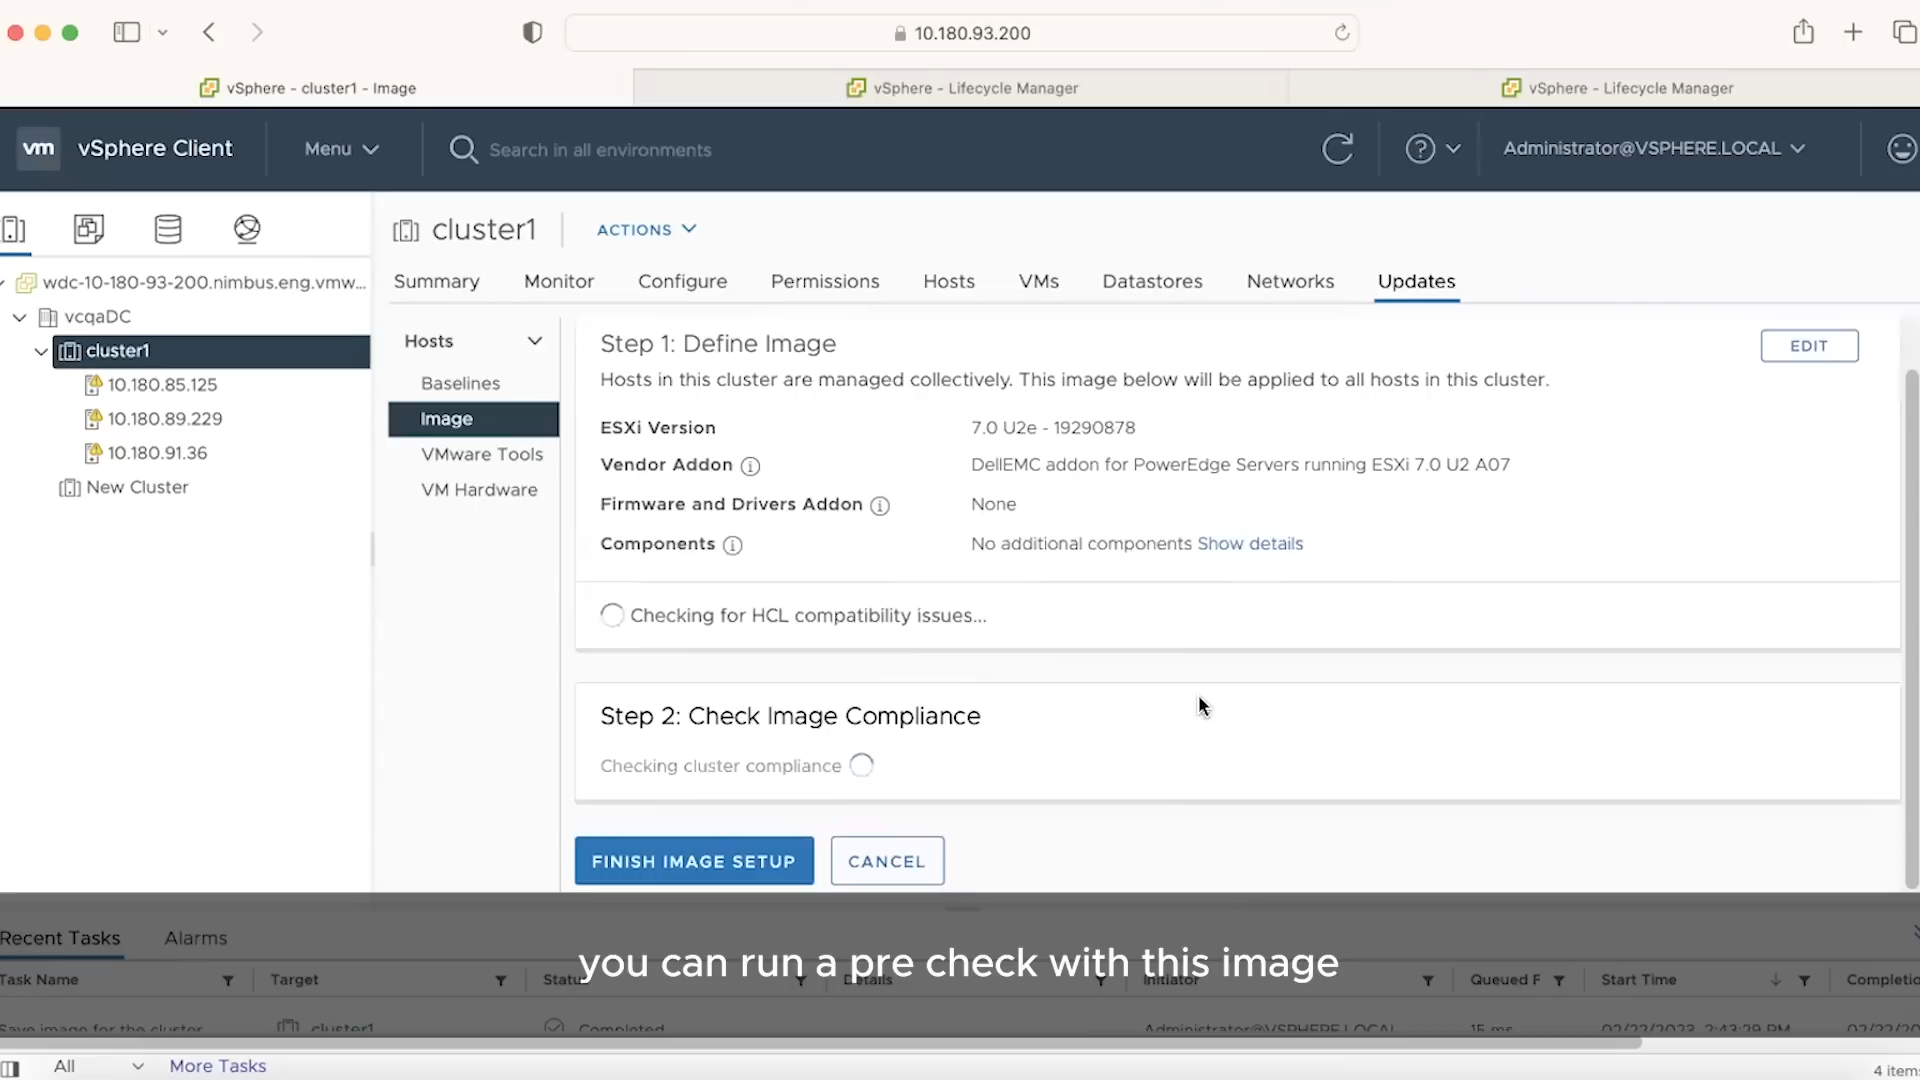 10.180.93.200
vSphere - cluster1 - Image
vSphere - Lifecycle Manager
vSphere - Lifecycle Manager
vm vSphere Client
Menu
Search in all environments
Administrator@VSPHERE.LOCAL
cluster1
ACTIONS
Summary Monitor Configure Permissions Hosts VMs Datastores Networks Updates
wdc-10-180-93-200.nimbus.eng.vmw...
vcqaDC
cluster1
10.180.85.125
10.180.89.229
10.180.91.36
New Cluster
Hosts
Baselines
Image
VMware Tools
VM Hardware
Step 1: Define Image
EDIT
Hosts in this cluster are managed collectively. This image below will be applied to all hosts in this cluster.
ESXi Version 7.0 U2e - 19290878
Vendor Addon DellEMC addon for PowerEdge Servers running ESXi 7.0 U2 A07
Firmware and Drivers Addon None
Components No additional components Show details
Checking for HCL compatibility issues...
Step 2: Check Image Compliance
Checking cluster compliance
FINISH IMAGE SETUP
CANCEL
Recent Tasks Alarms
you can run a pre check with this image
Task Name Target Status Details Initiator Queued F Start Time Completio
Save image for the cluster cluster1 Completed Administrator@VSPHERE.LOCAL 15 ms 02/22/2023, 2:43:29 PM 02/22/20
All More Tasks
4 item